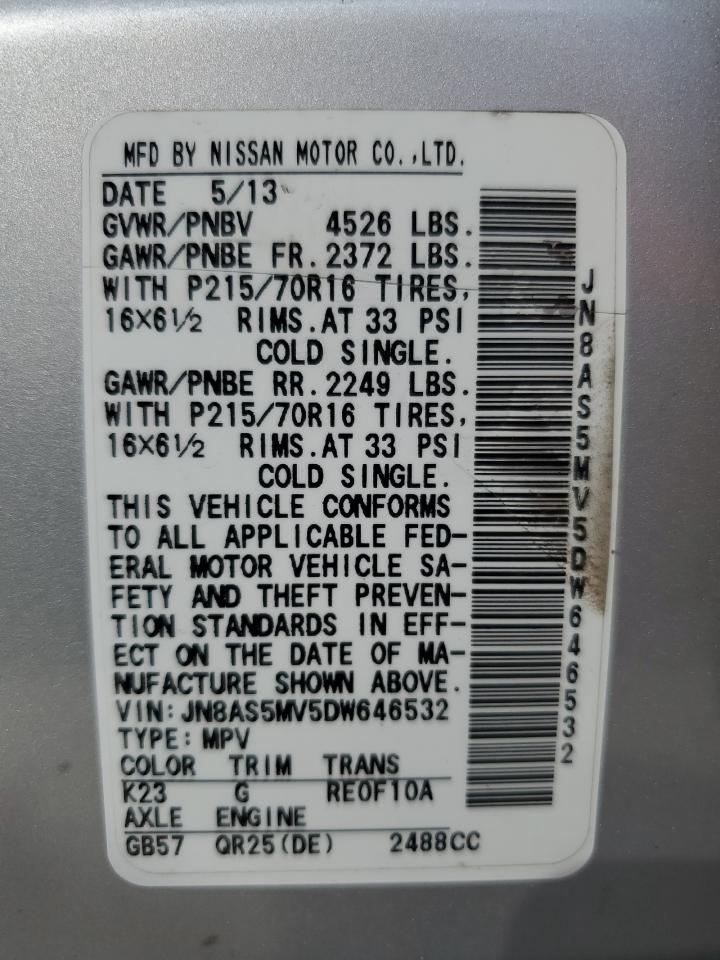 MFD BY NISSAN MOTOR CO.,LTD.
DATE 5/13
GVWR/PNBV 4526 LBS.
GAWR/PNBE FR.2372 LBS.
WITH P215/70R16 TIRES,
16X6½ RIMS.AT 33 PSI
COLD SINGLE.
GAWR/PNBE RR.2249 LBS.
WITH P215/70R16 TIRES,
16X6½ RIMS.AT 33 PSI
COLD SINGLE.
THIS VEHICLE CONFORMS
TO ALL APPLICABLE FED-
ERAL MOTOR VEHICLE SA-
FETY AND THEFT PREVEN-
TION STANDARDS IN EFF-
ECT ON THE DATE OF MA-
NUFACTURE SHOWN ABOVE.
VIN:JN8AS5MV5DW646532
TYPE:MPV
COLOR TRIM TRANS
K23 G RE0F10A
AXLE ENGINE
GB57 QR25(DE) 2488CC
JN8AS5MV5DW646532